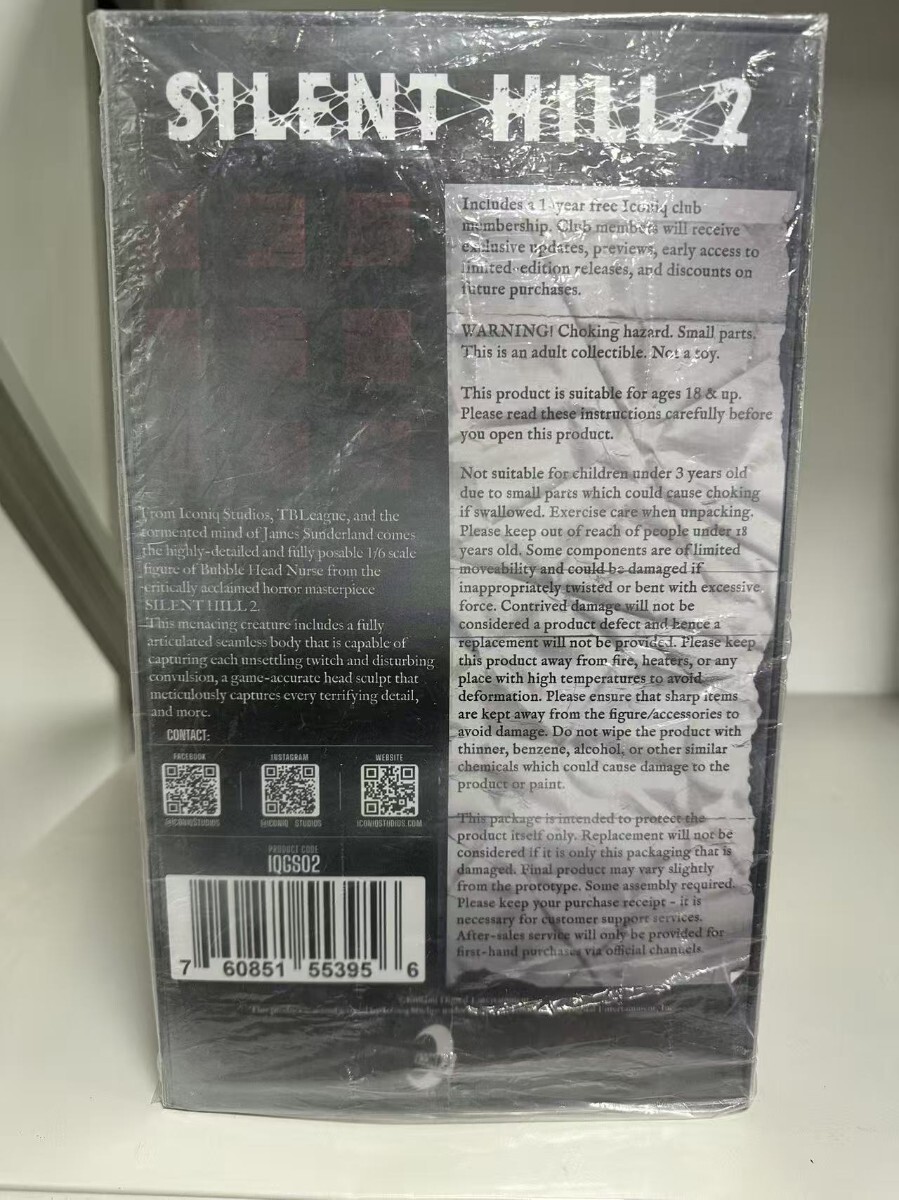 SILENT HILL 2
Includes a 1-year free Iconiq club
membership. Club members will receive
exclusive updates, previews, early access to
limited-edition releases, and discounts on
future purchases.
WARNING! Choking hazard. Small parts.
This is an adult collectible. Not a toy.
This product is suitable for ages 18 & up.
Please read these instructions carefully before
you open this product.
Not suitable for children under 3 years old
due to small parts which could cause choking
if swallowed. Exercise care when unpacking.
Please keep out of reach of people under 18
years old. Some components are of limited
moveability and could be damaged if
inappropriately twisted or bent with excessive
force. Contrived damage will not be
considered a product defect and hence a
replacement will not be provided. Please keep
this product away from fire, heaters, or any
place with high temperatures to avoid
deformation. Please ensure that sharp items
are kept away from the figure/accessories to
avoid damage. Do not wipe the product with
thinner, benzene, alcohol, or other similar
chemicals which could cause damage to the
product or paint.
This package is intended to protect the
product itself only. Replacement will not be
considered if it is only this packaging that is
damaged. Final product may vary slightly
from the prototype. Some assembly required.
Please keep your purchase receipt - it is
necessary for customer support services.
After-sales service will only be provided for
first-hand purchases via official channels.
From Iconiq Studios, TBLeague, and the
tormented mind of James Sunderland comes
the highly-detailed and fully posable 1/6 scale
figure of Bubble Head Nurse from the
critically acclaimed horror masterpiece
SILENT HILL 2.
This menacing creature includes a fully
articulated seamless body that is capable of
capturing each unsettling twitch and disturbing
convulsion, a game-accurate head sculpt that
meticulously captures every terrifying detail,
and more.
CONTACT:
FACEBOOK INSTAGRAM WEBSITE
@ICONIQSTUDIOS @ICONIQ_STUDIOS ICONIQSTUDIOS.COM
PRODUCT CODE
IQGS02
7 60851 55395 6